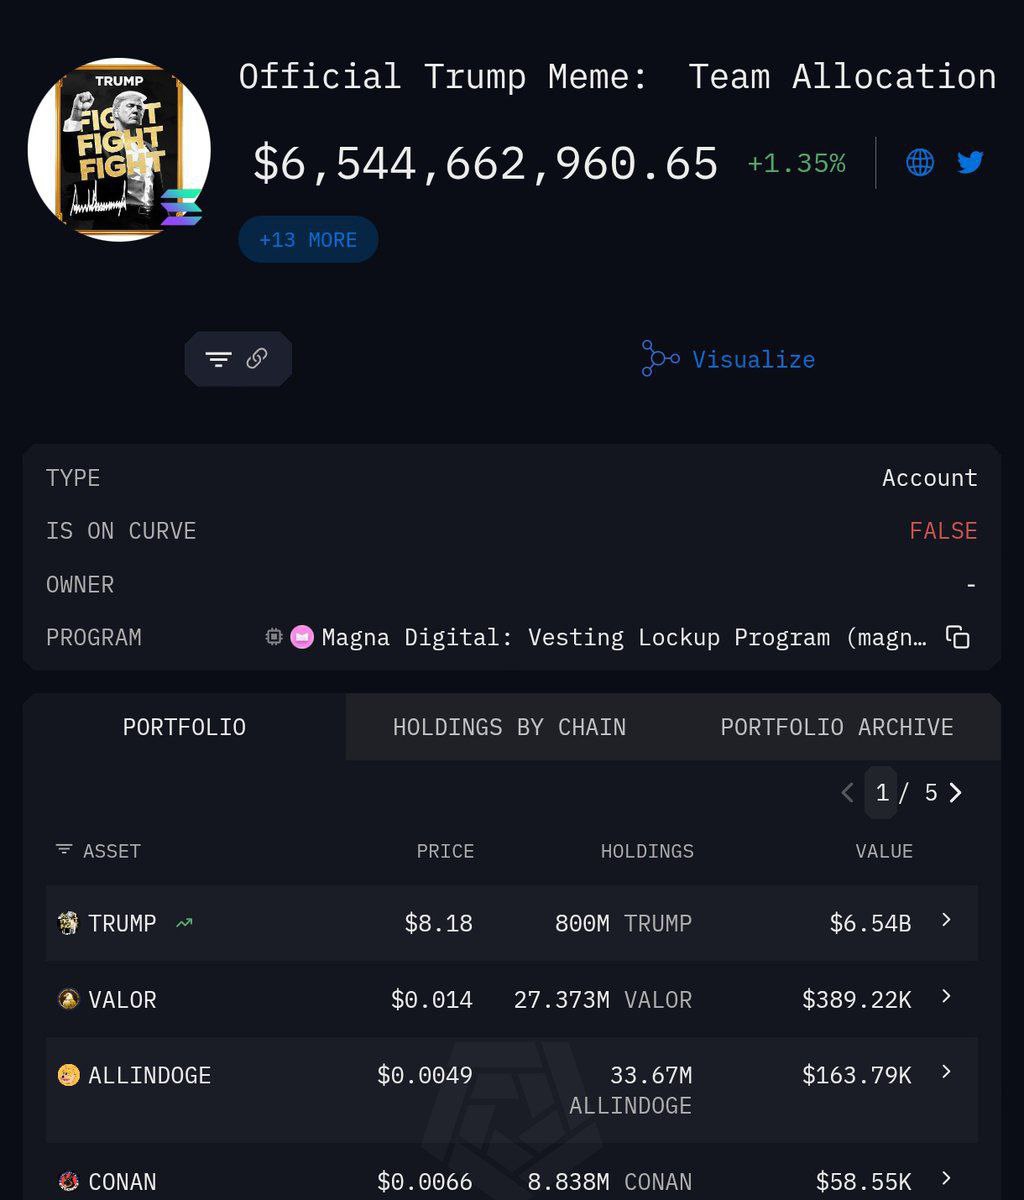 TRUMP
FIGHT
FIGHT
FIGHT
Official Trump Meme: Team Allocation
$6,544,662,960.65 +1.35%
+13 MORE
Visualize
TYPE Account
IS ON CURVE FALSE
OWNER -
PROGRAM Magna Digital: Vesting Lockup Program (magn…
PORTFOLIO HOLDINGS BY CHAIN PORTFOLIO ARCHIVE
1 / 5
ASSET PRICE HOLDINGS VALUE
TRUMP $8.18 800M TRUMP $6.54B
VALOR $0.014 27.373M VALOR $389.22K
ALLINDOGE $0.0049 33.67M $163.79K
ALLINDOGE
CONAN $0.0066 8.838M CONAN $58.55K